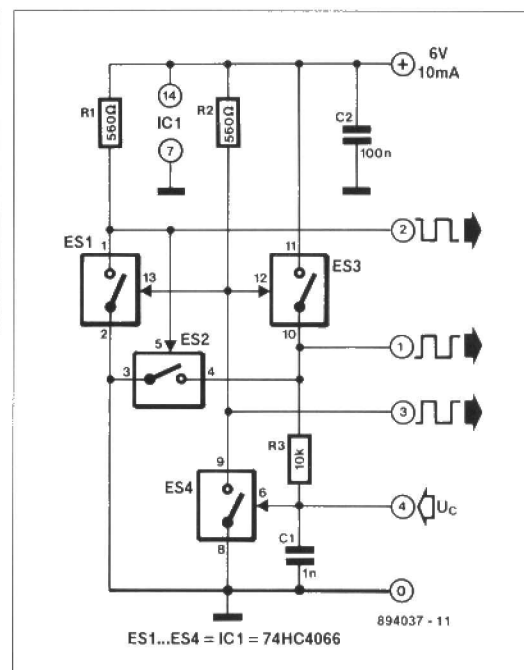 6V
10mA
+
R1
560Ω
14
IC1
7
R2
560Ω
C2
100n
2
1
ES1
13
2
11
12
ES3
10
5
ES2
3
4
1
3
R3
10k
9
ES4
6
8
4
UC
C1
1n
0
894037 - 11
ES1...ES4 = IC1 = 74HC4066